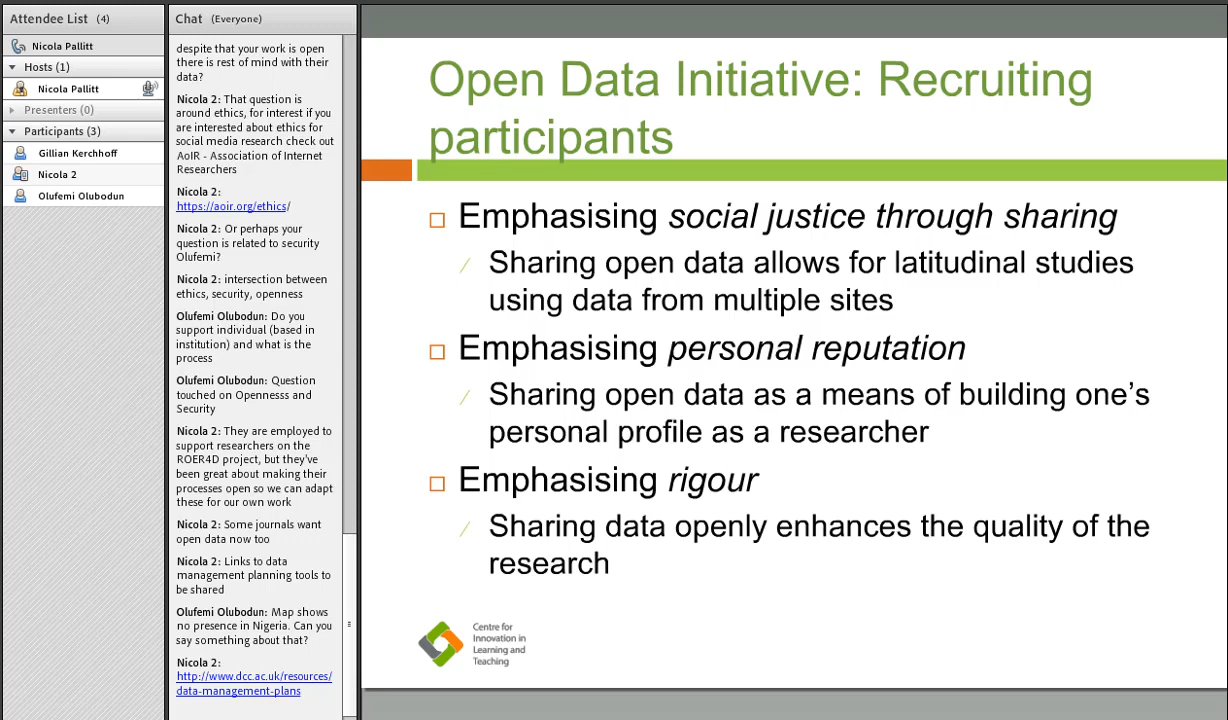 Attendee List (4)
Nicola Pallitt
Hosts (1)
Nicola Pallitt
Presenters (0)
Participants (3)
Gillian Kerchhoff
Nicola 2
Olufemi Olubodun
Chat (Everyone)
despite that your work is open
there is rest of mind with their
data?
Nicola 2: That question is
around ethics, for interest if you
are interested about ethics for
social media research check out
AoIR - Association of Internet
Researchers
Nicola 2:
https://aoir.org/ethics/
Nicola 2: Or perhaps your
question is related to security
Olufemi?
Nicola 2: intersection between
ethics, security, openness
Olufemi Olubodun: Do you
support individual (based in
institution) and what is the
process
Olufemi Olubodun: Question
touched on Opennesss and
Security
Nicola 2: They are employed to
support researchers on the
ROER4D project, but they've
been great about making their
processes open so we can adapt
these for our own work
Nicola 2: Some journals want
open data now too
Nicola 2: Links to data
management planning tools to
be shared
Olufemi Olubodun: Map shows
no presence in Nigeria. Can you
say something about that?
Nicola 2:
http://www.dcc.ac.uk/resources/
data-management-plans
Open Data Initiative: Recruiting
participants
Emphasising social justice through sharing
Sharing open data allows for latitudinal studies
using data from multiple sites
Emphasising personal reputation
Sharing open data as a means of building one's
personal profile as a researcher
Emphasising rigour
Sharing data openly enhances the quality of the
research
Centre for
Innovation in
Learning and
Teaching